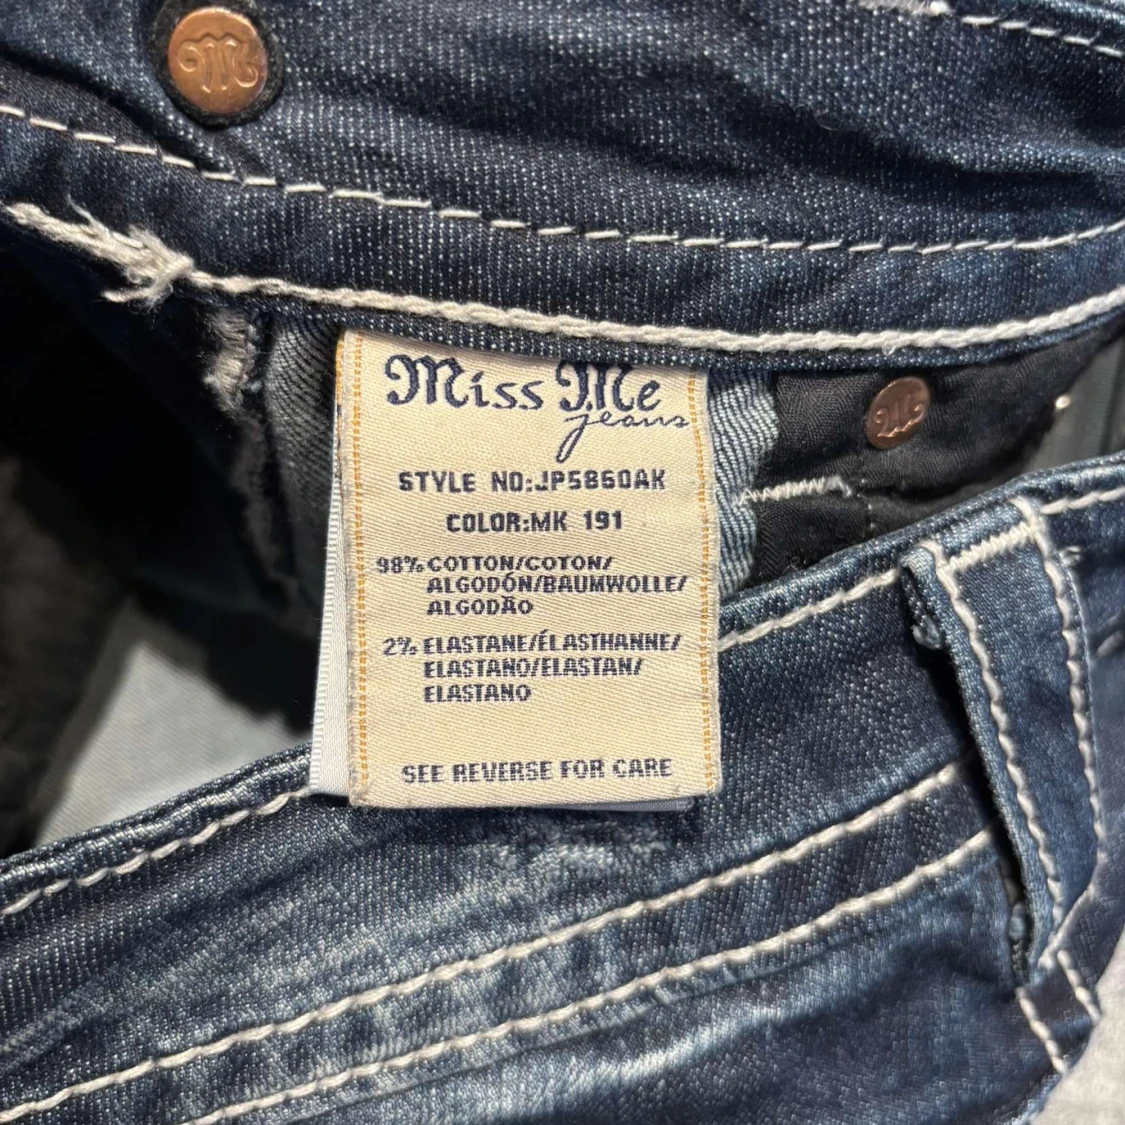 Miss Me
jeans
STYLE NO:JP5860AK
COLOR:MK 191
98% COTTON/COTON/
ALGODÓN/BAUMWOLLE/
ALGODÃO
2% ELASTANE/ÉLASTHANNE/
ELASTANO/ELASTAN/
ELASTANO
SEE REVERSE FOR CARE